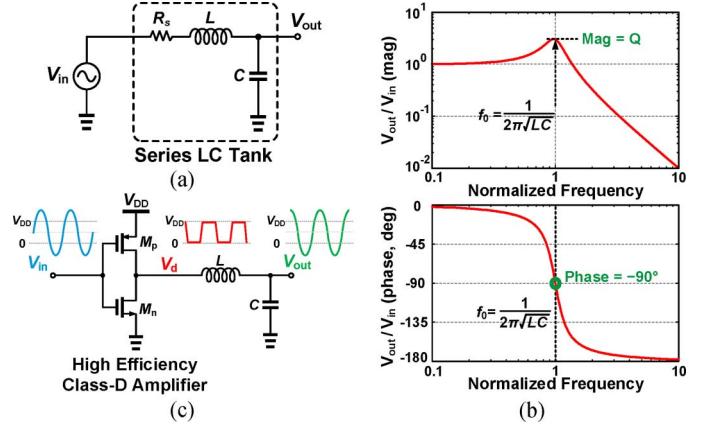 R_s
L
V_out
V_in
C
Series LC Tank
(a)
V_out / V_in (mag)
10^1
10^0
10^-1
10^-2
Mag = Q
f_0 = 1 / 2π√LC
0.1
1
10
Normalized Frequency
V_out / V_in (phase, deg)
0
-45
-90
-135
-180
Phase = −90°
f_0 = 1 / 2π√LC
0.1
1
10
Normalized Frequency
(b)
V_DD
0
V_in
V_DD
M_p
M_n
V_DD
0
V_d
L
V_DD
0
V_out
C
High Efficiency
Class-D Amplifier
(c)